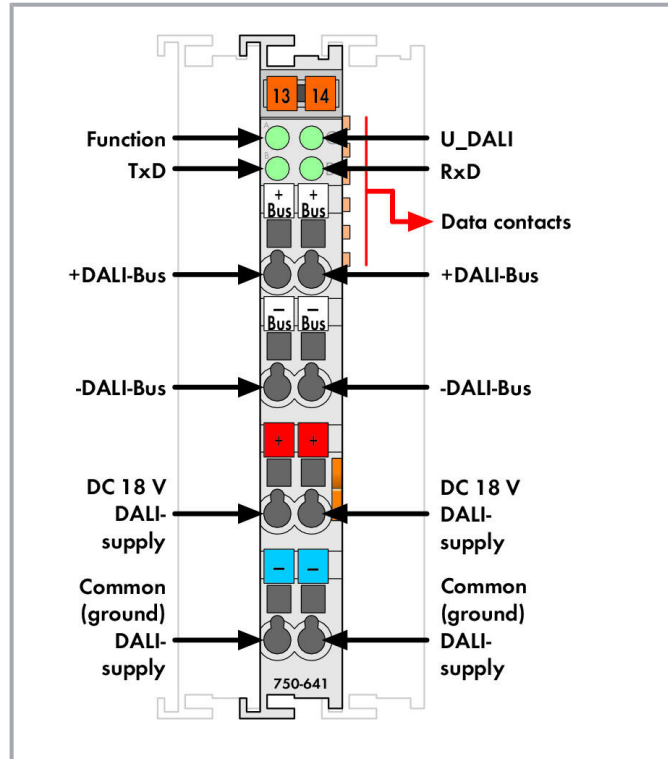 13 14
A C
Function U_DALI
B D
TxD RxD
+ +
Bus Bus
Data contacts
+DALI-Bus +DALI-Bus
– –
Bus Bus
-DALI-Bus -DALI-Bus
+ +
DC 18 V DC 18 V
DALI- DALI-
supply supply
– –
Common Common
(ground) (ground)
DALI- DALI-
supply supply
750-641